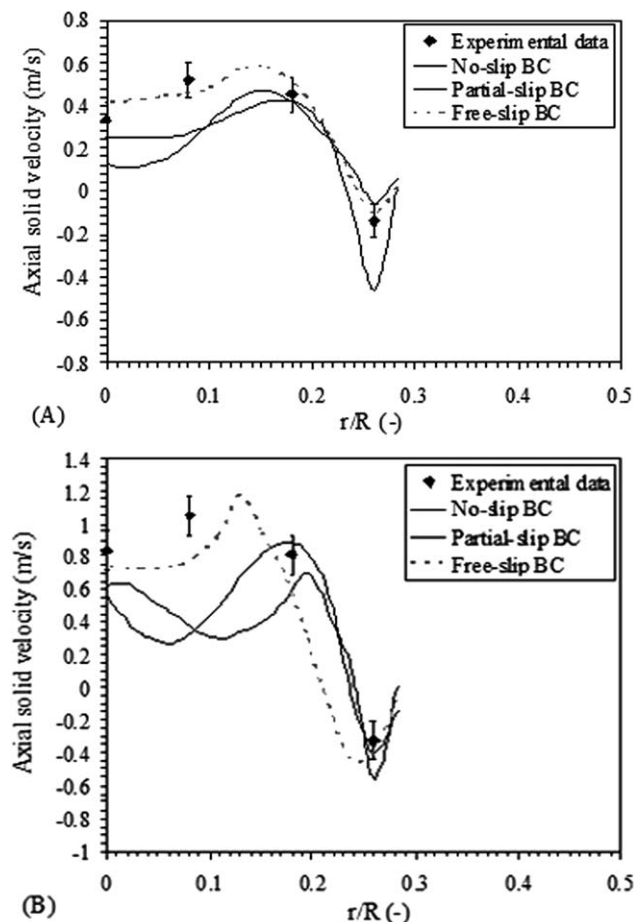 Axial solid velocity (m/s)
0.8
0.6
0.4
0.2
0
-0.2
-0.4
-0.6
-0.8
Experimental data
No-slip BC
Partial-slip BC
Free-slip BC
0 0.1 0.2 0.3 0.4 0.5
(A)
r/R (-)
Axial solid velocity (m/s)
1.4
1.2
1.0
0.8
0.6
0.4
0.2
0
-0.2
-0.4
-0.6
-0.8
-1
Experimental data
No-slip BC
Partial-slip BC
Free-slip BC
0 0.1 0.2 0.3 0.4 0.5
(B)
r/R (-)